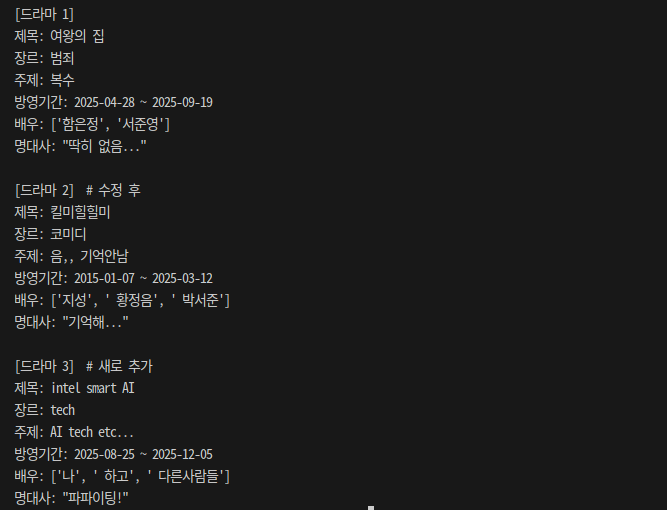 [드라마 1]
제목: 여왕의 집
장르: 범죄
주제: 복수
방영기간: 2025-04-28 ~ 2025-09-19
배우: ['함은정', '서준영']
명대사: "딱히 없음..."
[드라마 2]  # 수정 후
제목: 킬미힐힐미
장르: 코미디
주제: 음,, 기억안남
방영기간: 2015-01-07 ~ 2025-03-12
배우: ['지성', ' 황정음', ' 박서준']
명대사: "기억해..."
[드라마 3]  # 새로 추가
제목: intel smart AI
장르: tech
주제: AI tech etc...
방영기간: 2025-08-25 ~ 2025-12-05
배우: ['나', ' 하고', ' 다른사람들']
명대사: "파파이팅!"